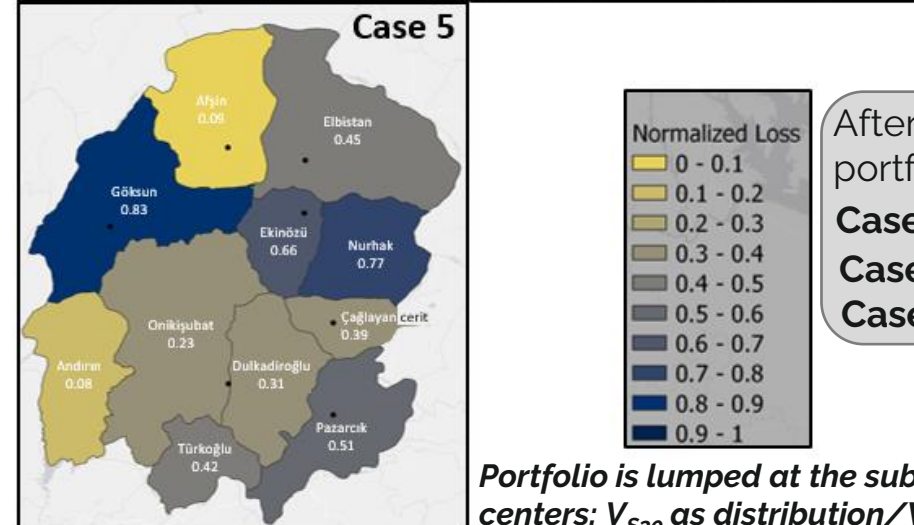 Case 5
Afşin
0.09
Elbistan
0.45
Göksun
0.83
Ekinözü
0.66
Nurhak
0.77
Çağlayancerit
0.39
Onikişubat
0.23
Dulkadiroğlu
0.31
Andırın
0.08
Pazarcık
0.51
Türkoğlu
0.42
Normalized Loss
0 - 0.1
0.1 - 0.2
0.2 - 0.3
0.3 - 0.4
0.4 - 0.5
0.5 - 0.6
0.6 - 0.7
0.7 - 0.8
0.8 - 0.9
0.9 - 1
After
portf
Case
Case
Case
Portfolio is lumped at the sub
centers; V_Sae as distribution/V